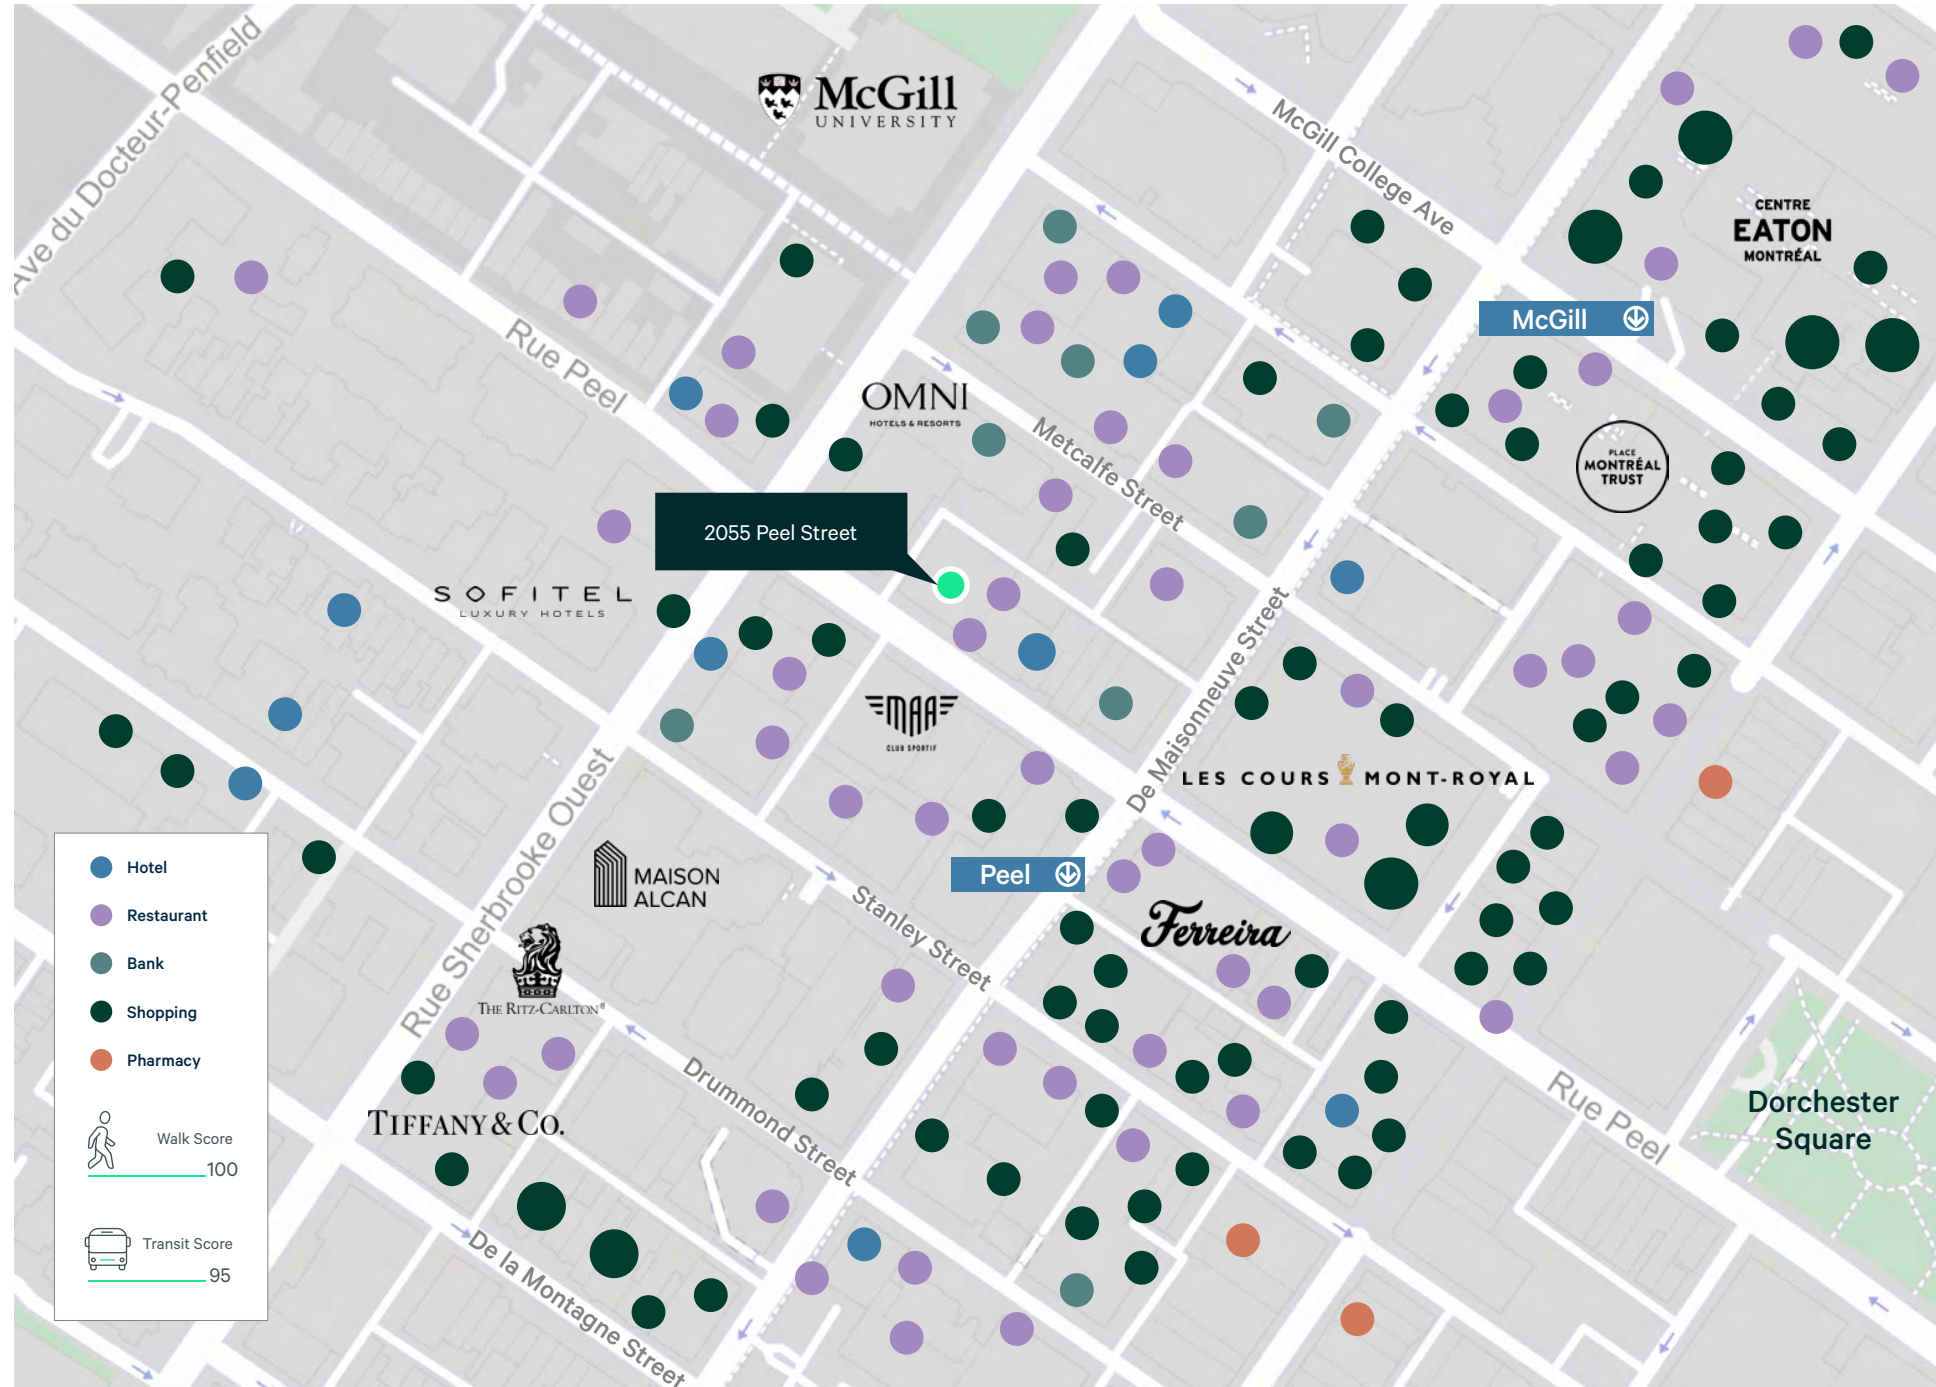 Ave du Docteur-Penfield
McGill
UNIVERSITY
McGill College Ave
CENTRE
EATON
MONTRÉAL
McGill
Rue Peel
OMNI
HOTELS & RESORTS
Metcalfe Street
PLACE
MONTRÉAL
TRUST
2055 Peel Street
SOFITEL
LUXURY HOTELS
De Maisonneuve Street
MAA
CLUB SPORTIF
LES COURS MONT-ROYAL
Rue Sherbrooke Ouest
MAISON
ALCAN
Peel
Stanley Street
Ferreira
THE RITZ-CARLTON®
Hotel
Restaurant
Bank
Shopping
Pharmacy
Walk Score
100
Transit Score
95
TIFFANY & CO.
Drummond Street
De la Montagne Street
Rue Peel
Dorchester
Square